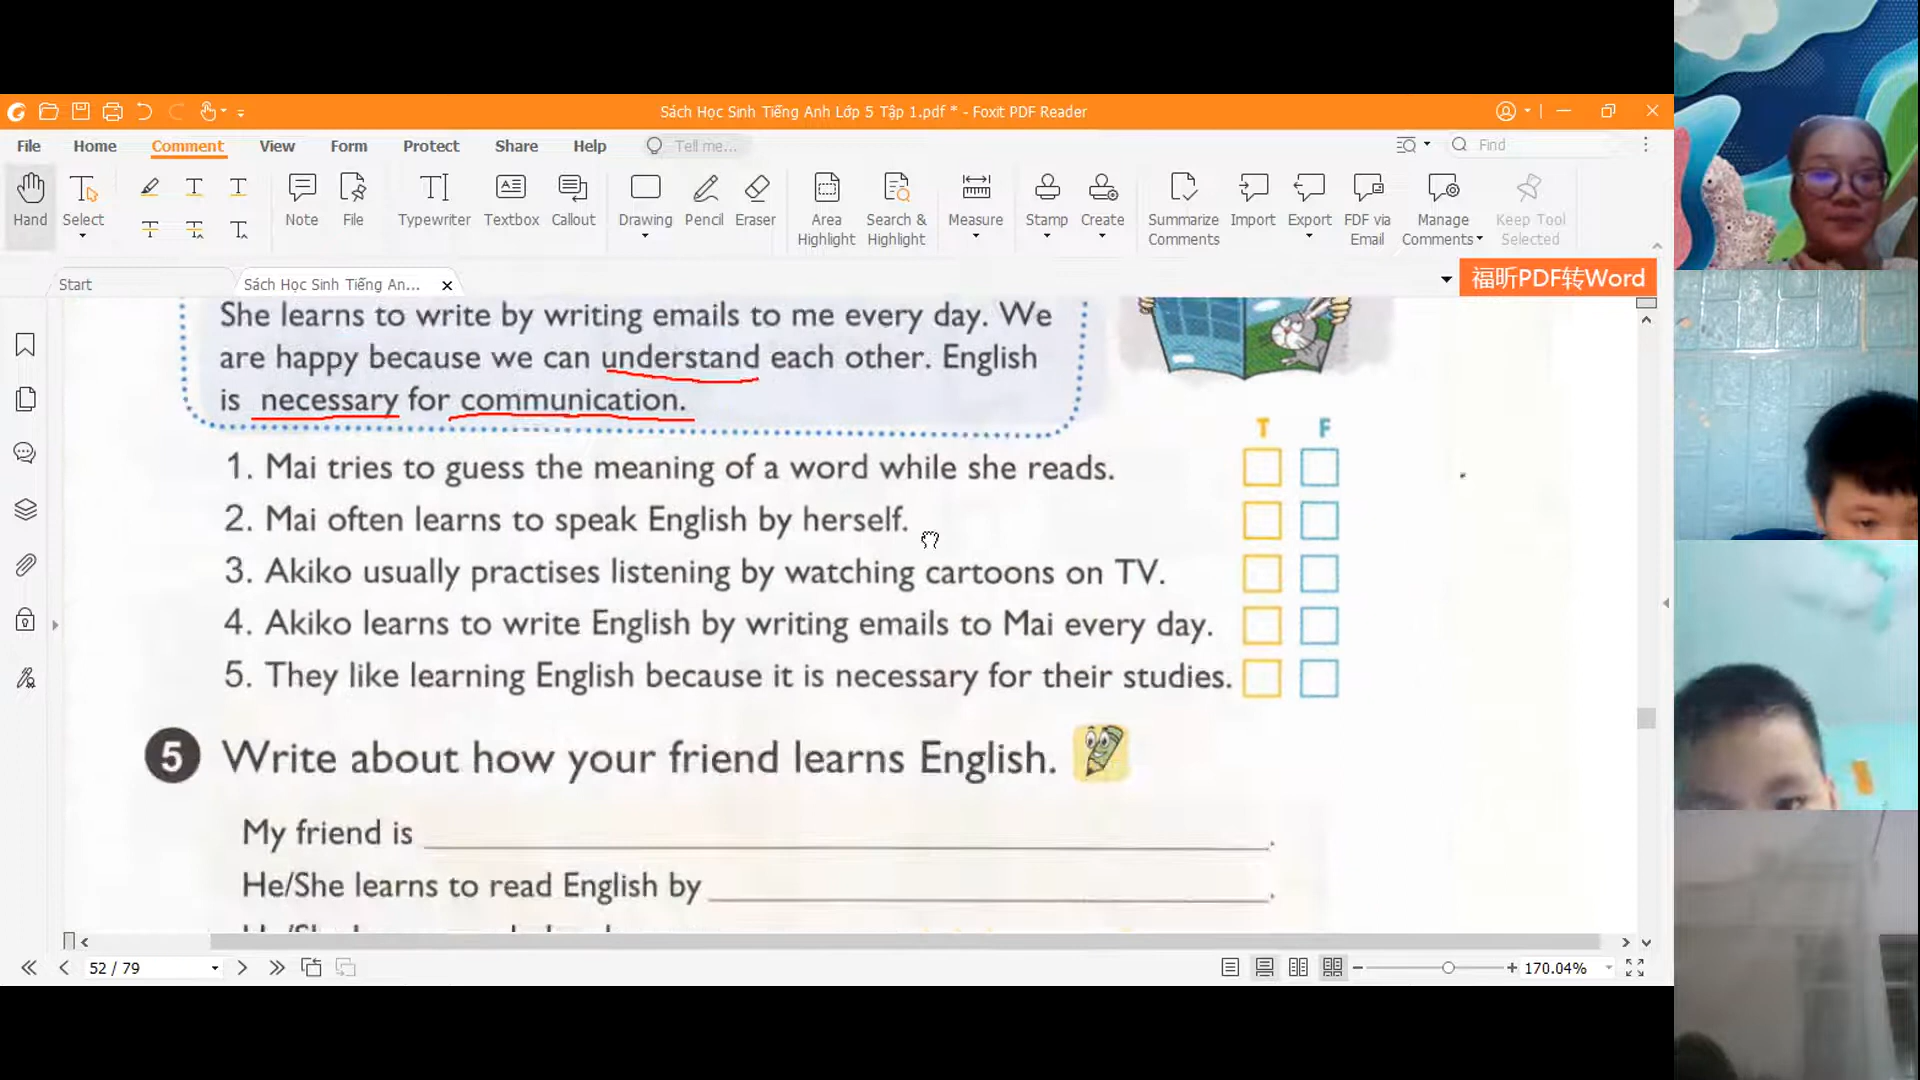 Sách Học Sinh Tiếng Anh Lớp 5 Tập 1.pdf * - Foxit PDF Reader
File Home Comment View Form Protect Share Help Tell me... Find
Hand Select Note File Typewriter Textbox Callout Drawing Pencil Eraser Area Highlight Search & Highlight Measure Stamp Create Summarize Comments Import Export PDF via Email Manage Comments Keep Tool Selected
Start Sách Học Sinh Tiếng An... 福昕PDF转Word
She learns to write by writing emails to me every day. We
are happy because we can understand each other. English
is necessary for communication.
T F
1. Mai tries to guess the meaning of a word while she reads.
2. Mai often learns to speak English by herself.
3. Akiko usually practises listening by watching cartoons on TV.
4. Akiko learns to write English by writing emails to Mai every day.
5. They like learning English because it is necessary for their studies.
5 Write about how your friend learns English.
My friend is .
He/She learns to read English by .
52 / 79 170.04%